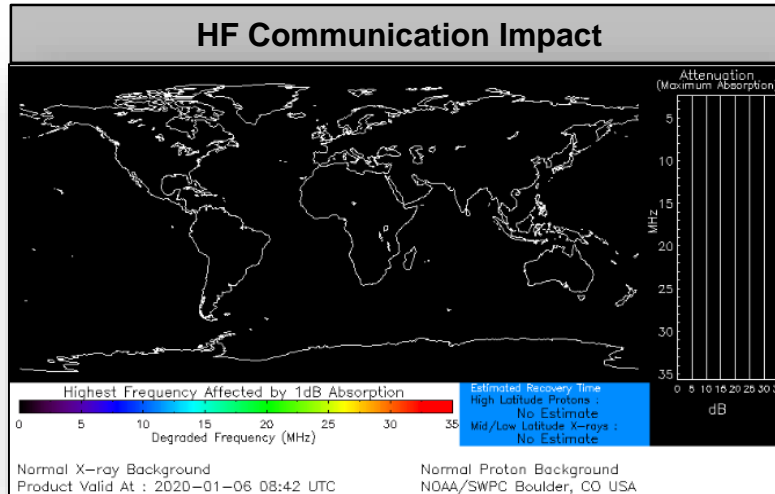 HF Communication Impact
Attenuation
(Maximum Absorption)
5
10
15
20
25
30
35
MHz
0 5 10 15 20 25 30
dB
Highest Frequency Affected by 1dB Absorption
0 5 10 15 20 25 30 35
Degraded Frequency (MHz)
Estimated Recovery Time
High Latitude Protons :
No Estimate
Mid/Low Latitude X-rays :
No Estimate
Normal X-ray Background
Normal Proton Background
Product Valid At : 2020-01-06 08:42 UTC
NOAA/SWPC Boulder, CO USA